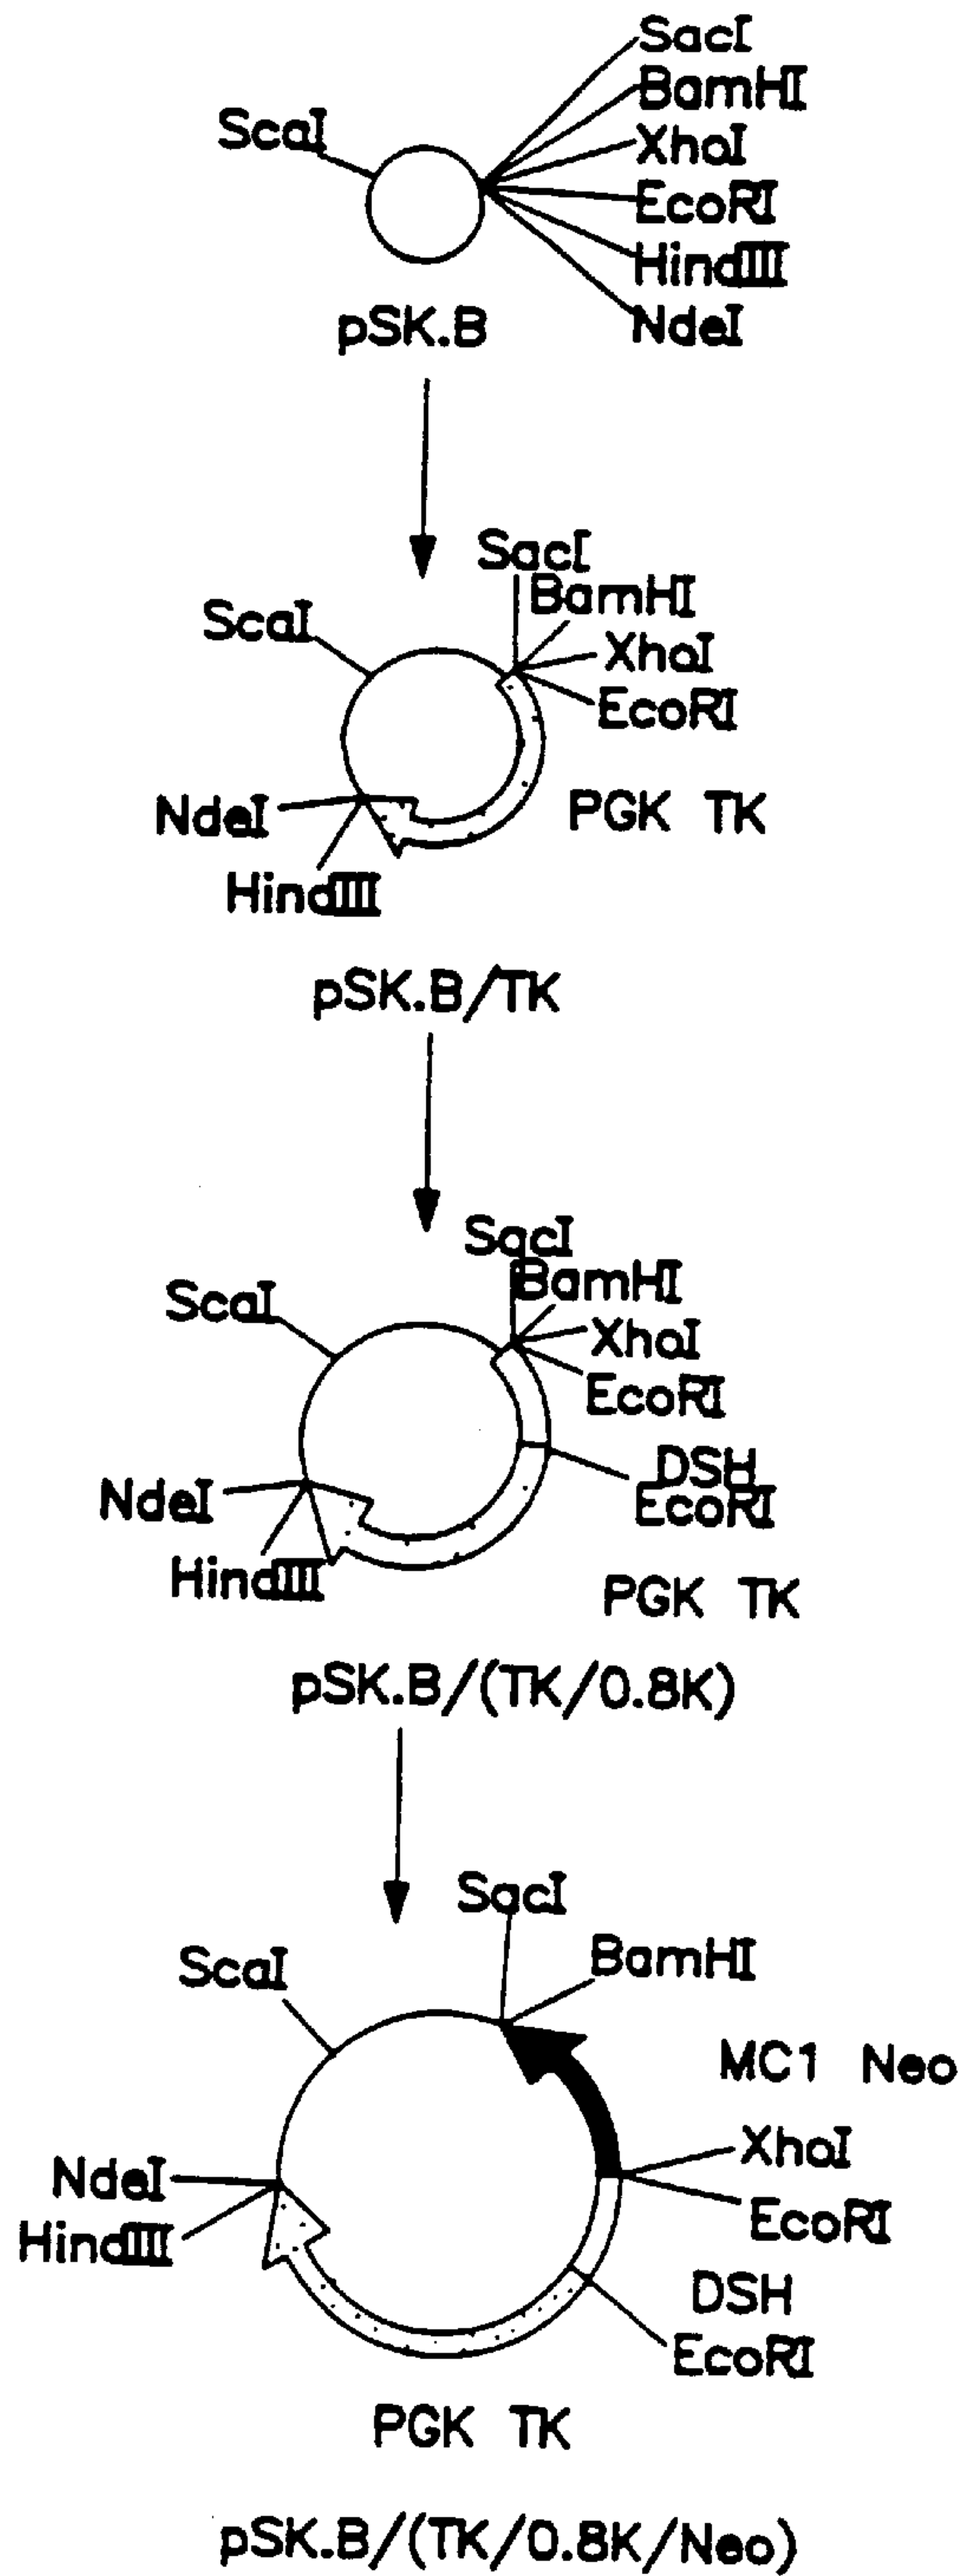 SacI
BamHI
ScaI
XhoI
EcoRI
HindIII
NdeI
pSK.B
SacI
BamHI
ScaI
XhoI
EcoRI
NdeI
PGK TK
HindIII
pSK.B/TK
SacI
BamHI
ScaI
XhoI
EcoRI
DSH
NdeI
EcoRI
HindIII
PGK TK
pSK.B/(TK/0.8K)
SacI
BamHI
ScaI
MC1 Neo
XhoI
NdeI
EcoRI
HindIII
DSH
EcoRI
PGK TK
pSK.B/(TK/0.8K/Neo)